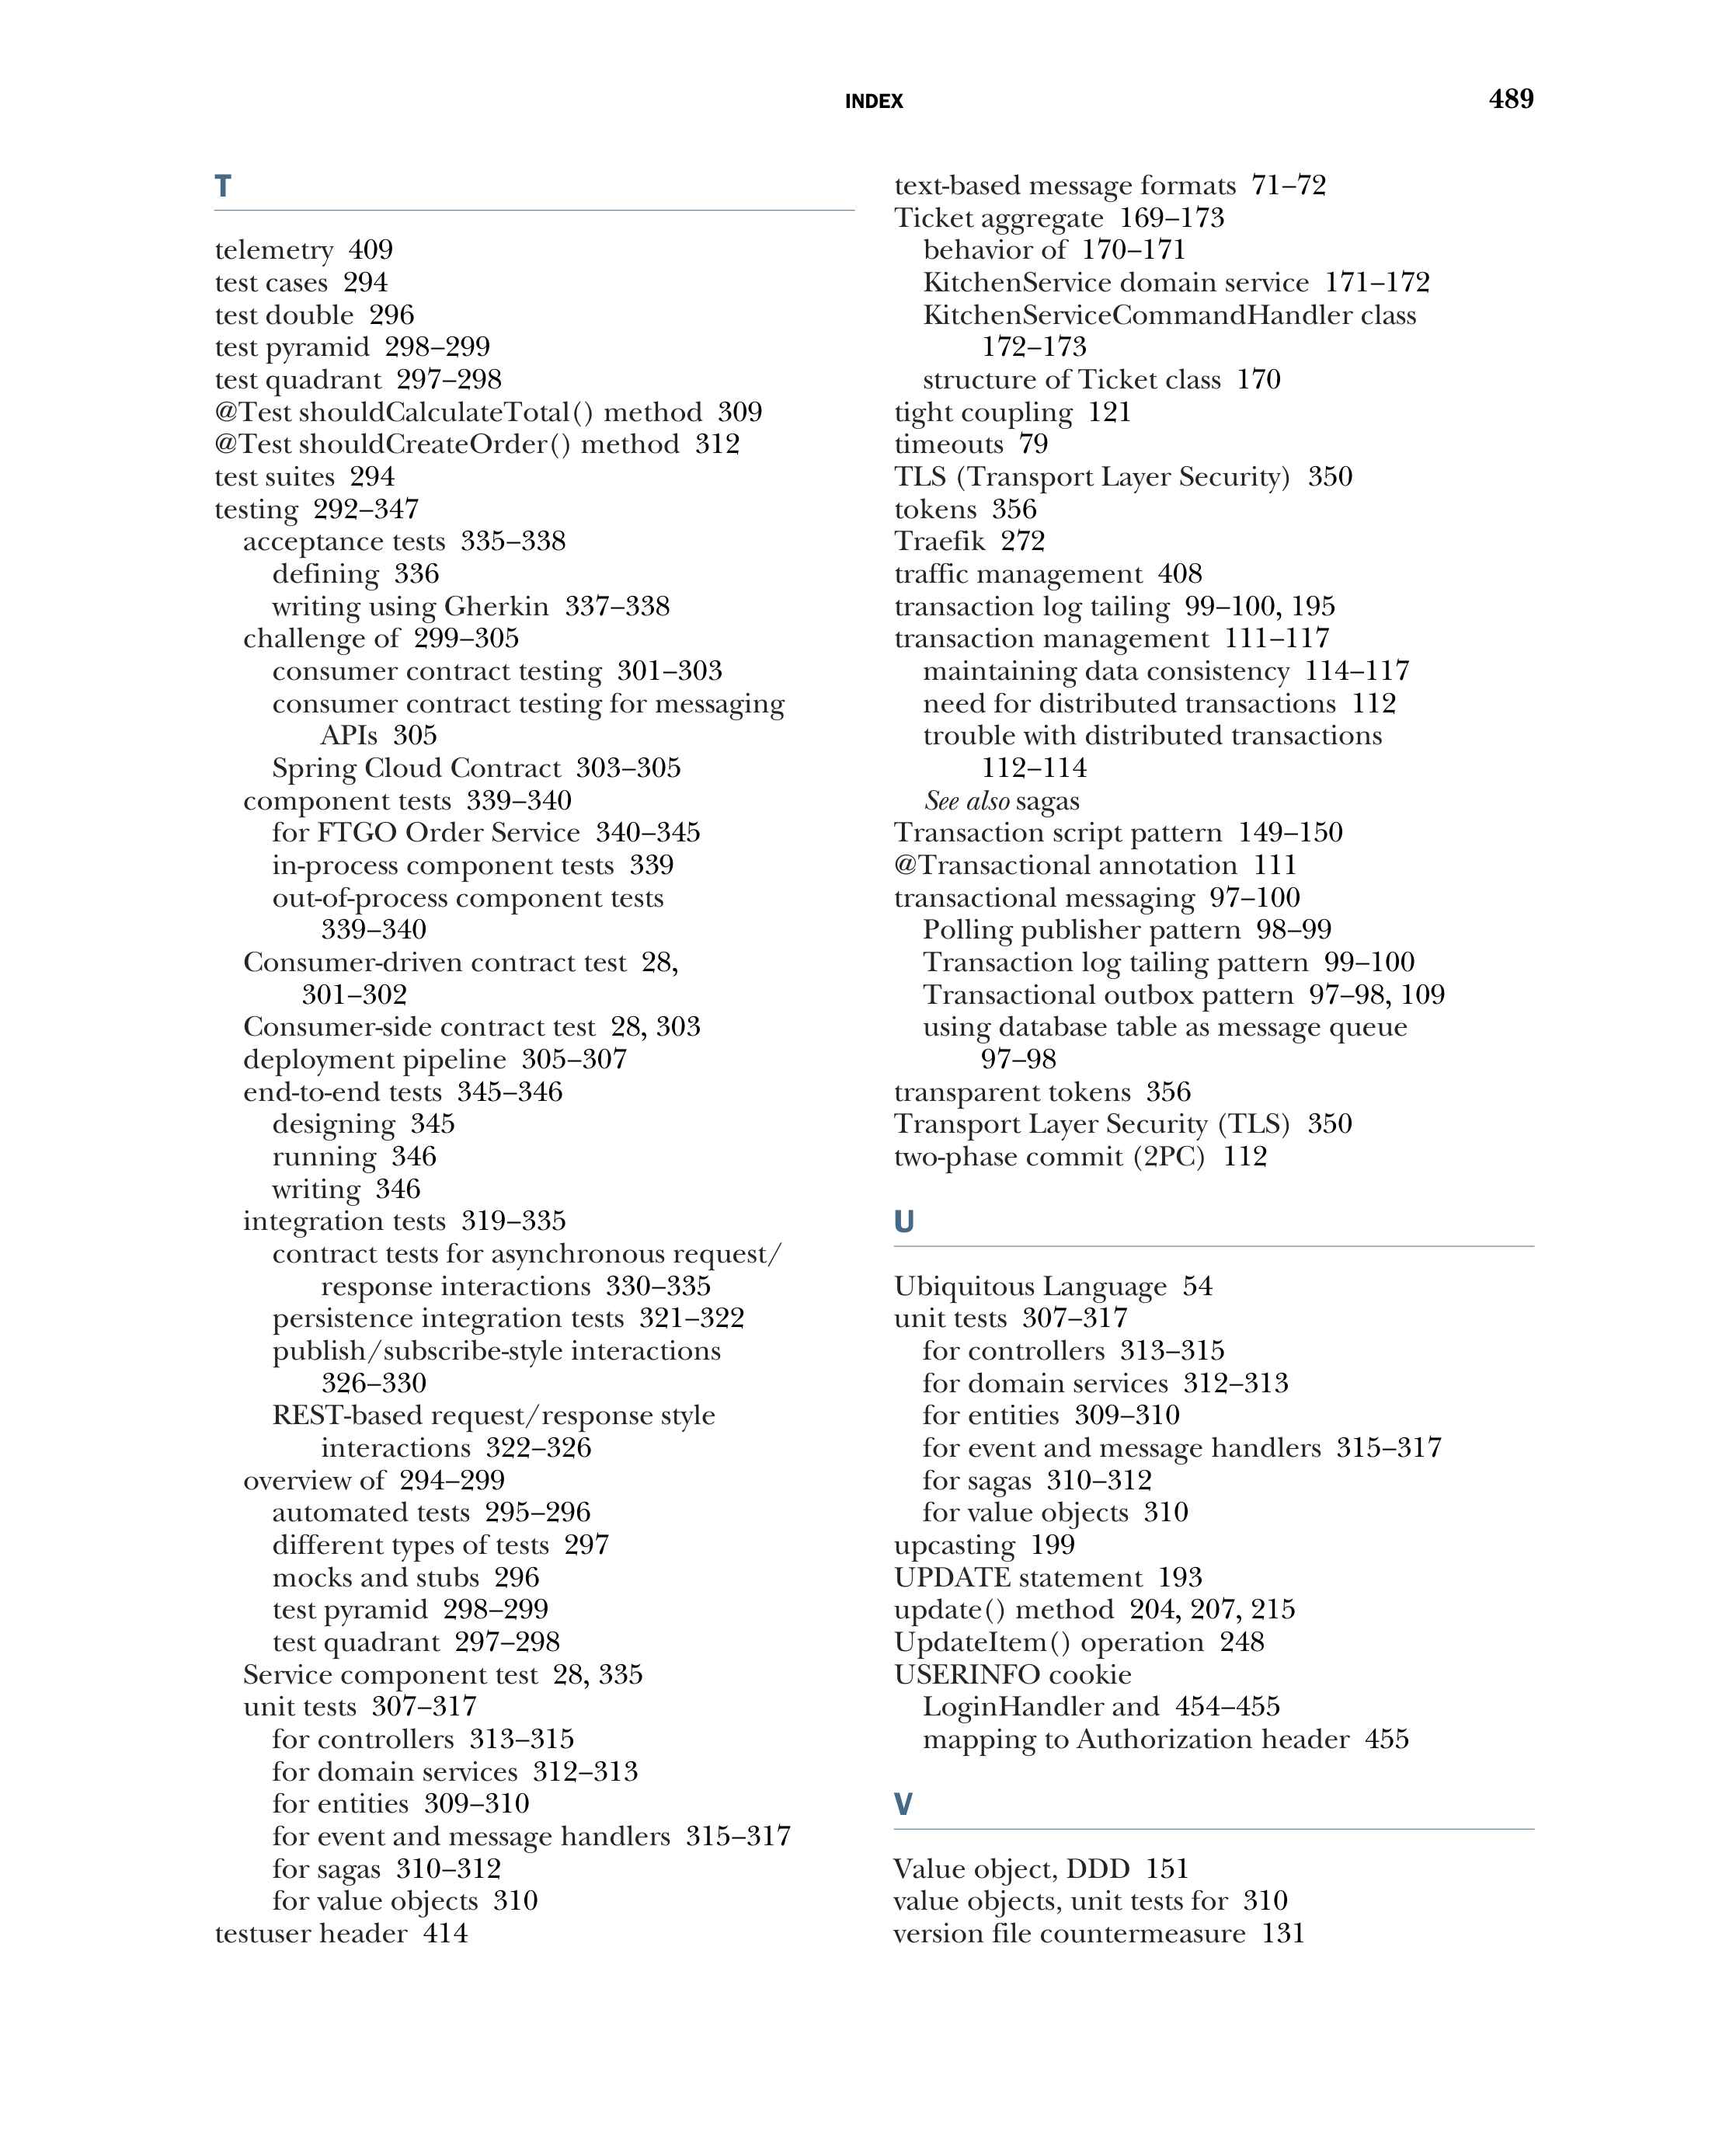 INDEX 489
T
telemetry 409
test cases 294
test double 296
test pyramid 298–299
test quadrant 297–298
@Test shouldCalculateTotal() method 309
@Test shouldCreateOrder() method 312
test suites 294
testing 292–347
acceptance tests 335–338
defining 336
writing using Gherkin 337–338
challenge of 299–305
consumer contract testing 301–303
consumer contract testing for messaging
APIs 305
Spring Cloud Contract 303–305
component tests 339–340
for FTGO Order Service 340–345
in-process component tests 339
out-of-process component tests
339–340
Consumer-driven contract test 28,
301–302
Consumer-side contract test 28, 303
deployment pipeline 305–307
end-to-end tests 345–346
designing 345
running 346
writing 346
integration tests 319–335
contract tests for asynchronous request/
response interactions 330–335
persistence integration tests 321–322
publish/subscribe-style interactions
326–330
REST-based request/response style
interactions 322–326
overview of 294–299
automated tests 295–296
different types of tests 297
mocks and stubs 296
test pyramid 298–299
test quadrant 297–298
Service component test 28, 335
unit tests 307–317
for controllers 313–315
for domain services 312–313
for entities 309–310
for event and message handlers 315–317
for sagas 310–312
for value objects 310
testuser header 414
text-based message formats 71–72
Ticket aggregate 169–173
behavior of 170–171
KitchenService domain service 171–172
KitchenServiceCommandHandler class
172–173
structure of Ticket class 170
tight coupling 121
timeouts 79
TLS (Transport Layer Security) 350
tokens 356
Traefik 272
traffic management 408
transaction log tailing 99–100, 195
transaction management 111–117
maintaining data consistency 114–117
need for distributed transactions 112
trouble with distributed transactions
112–114
See also sagas
Transaction script pattern 149–150
@Transactional annotation 111
transactional messaging 97–100
Polling publisher pattern 98–99
Transaction log tailing pattern 99–100
Transactional outbox pattern 97–98, 109
using database table as message queue
97–98
transparent tokens 356
Transport Layer Security (TLS) 350
two-phase commit (2PC) 112
U
Ubiquitous Language 54
unit tests 307–317
for controllers 313–315
for domain services 312–313
for entities 309–310
for event and message handlers 315–317
for sagas 310–312
for value objects 310
upcasting 199
UPDATE statement 193
update() method 204, 207, 215
UpdateItem() operation 248
USERINFO cookie
LoginHandler and 454–455
mapping to Authorization header 455
V
Value object, DDD 151
value objects, unit tests for 310
version file countermeasure 131